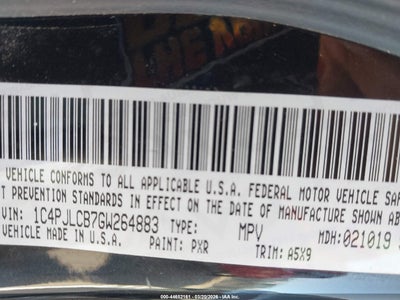 VEHICLE CONFORMS TO ALL APPLICABLE U.S.A. FEDERAL MOTOR VEHICLE SAF
T PREVENTION STANDARDS IN EFFECT ON THE DATE OF MANUFACTURE SHOWN ABO
VIN: 1C4PJLCB7GW264883 TYPE: MPV MDH:021019
VEHICLE MADE IN U.S.A. PAINT: PXR TRIM: A5X9
000-44652161 - 03/20/2026 - iaai.com